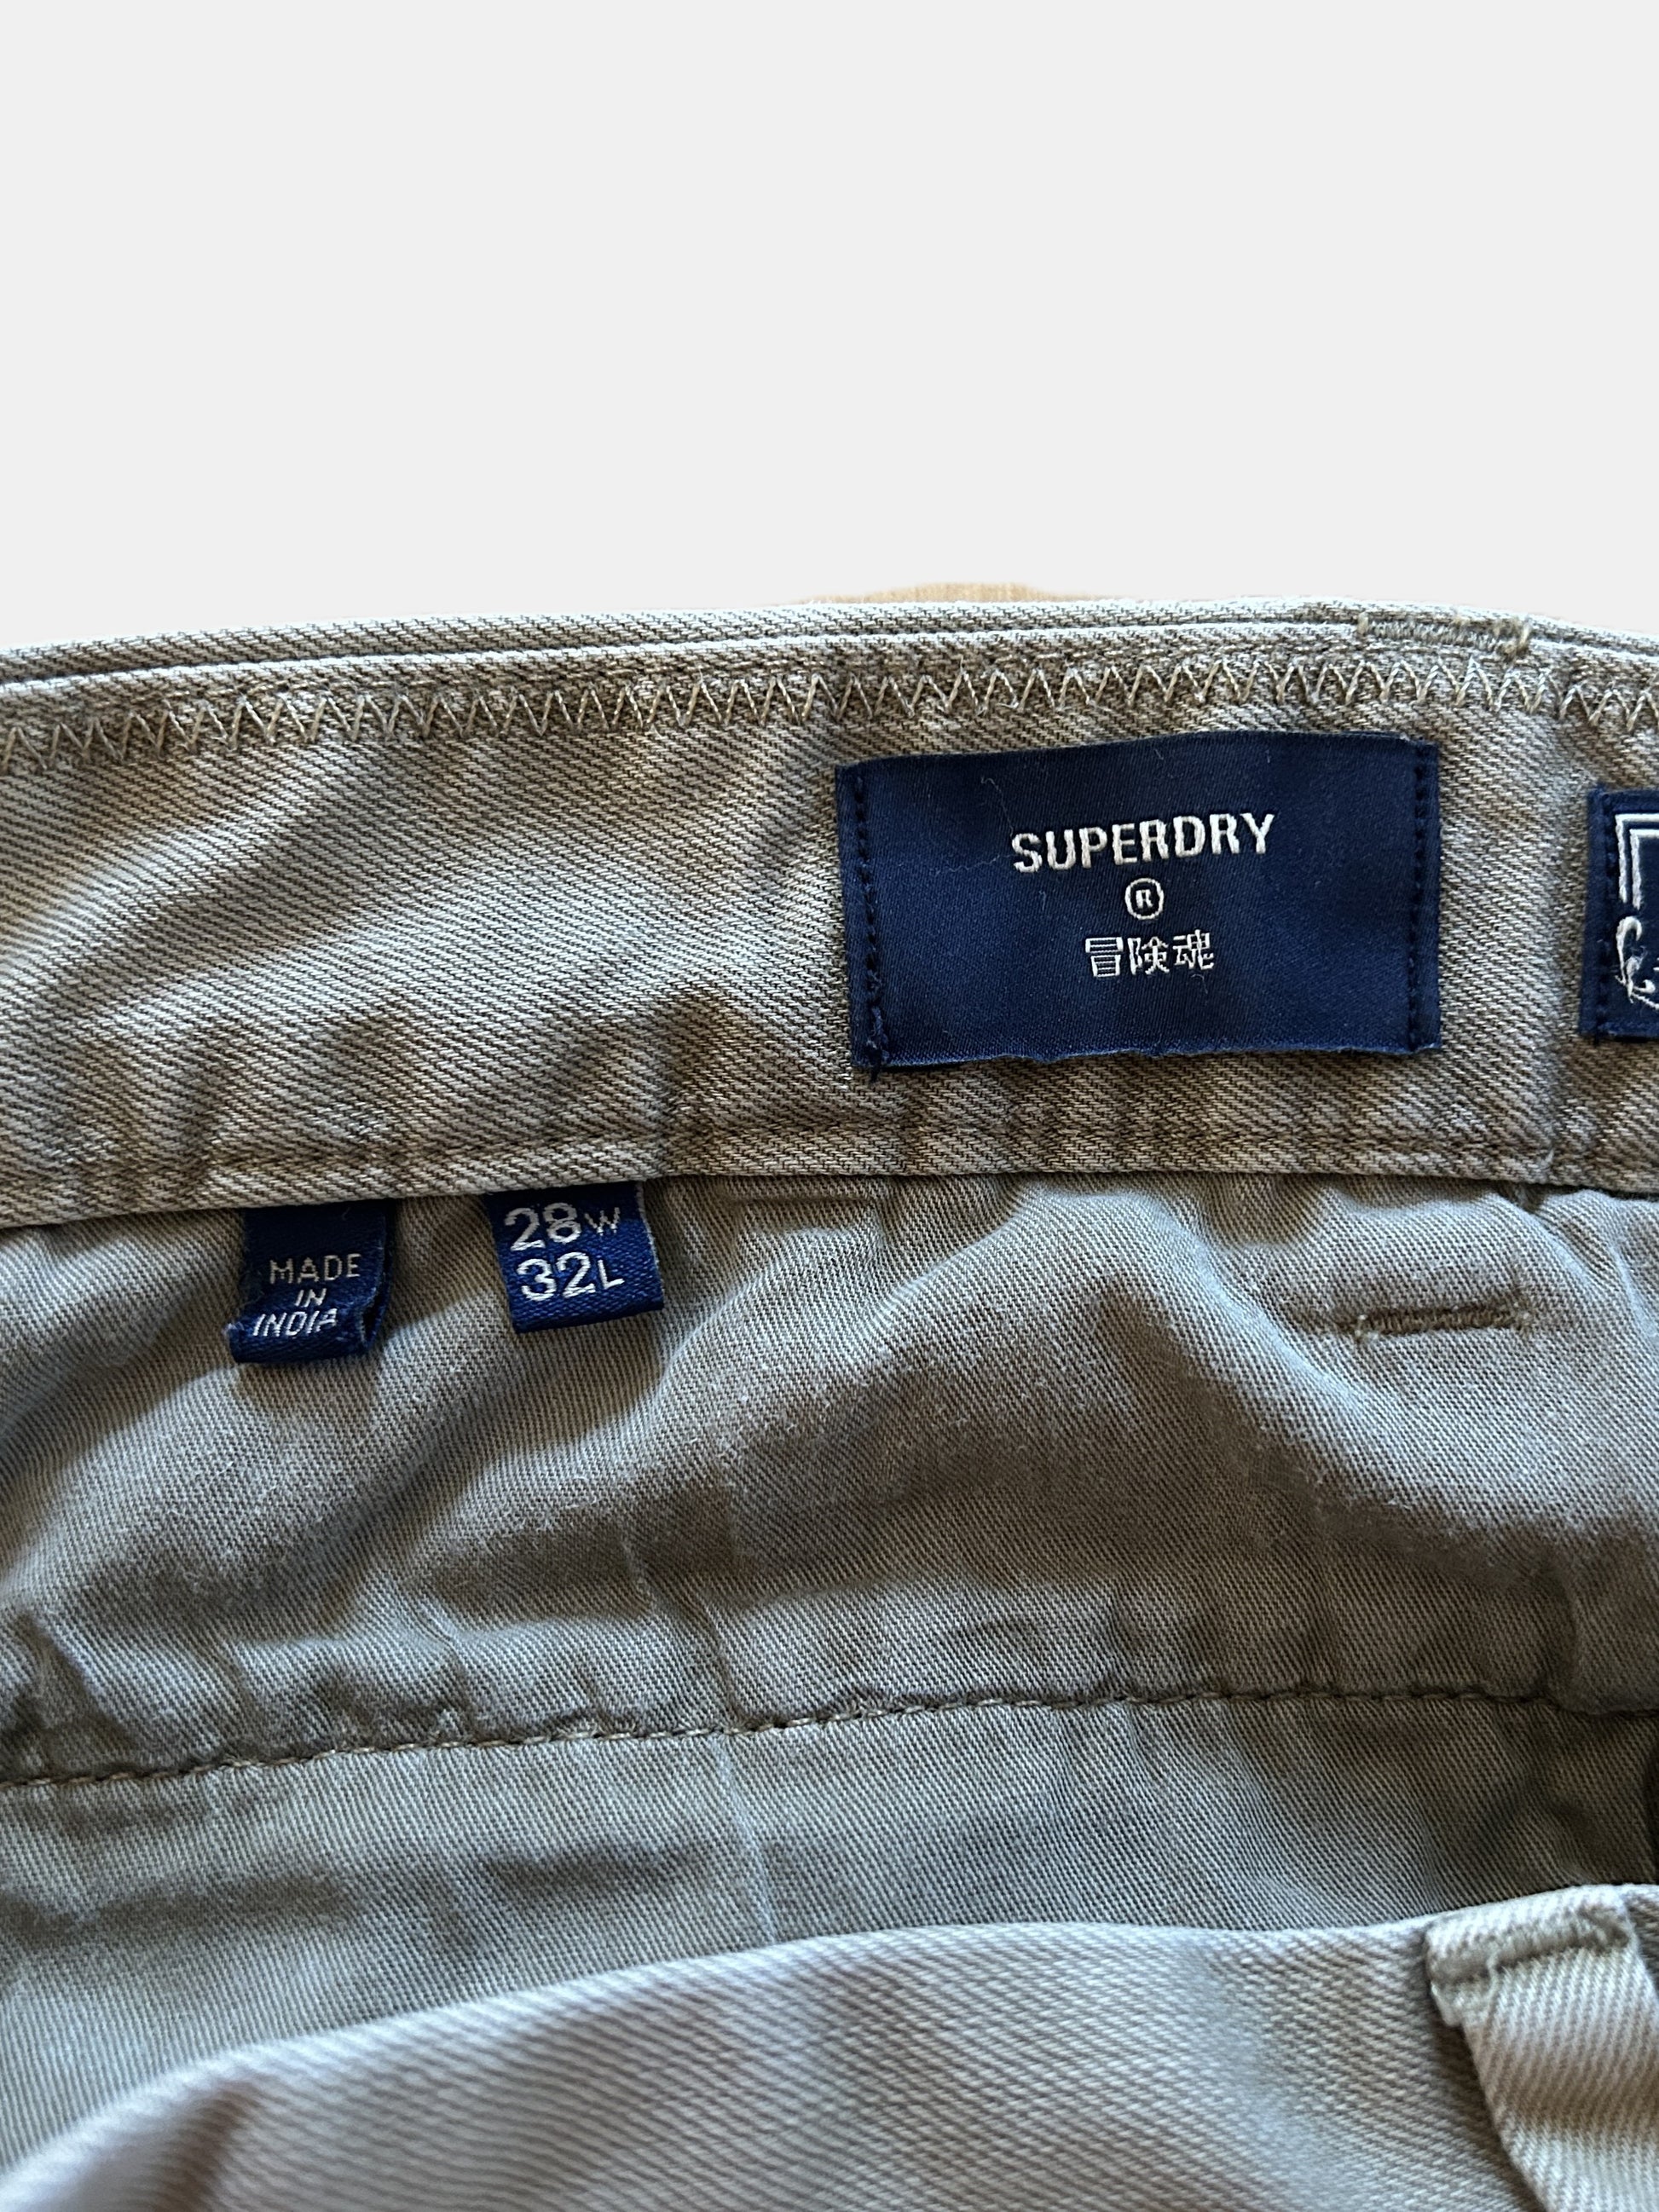 SUPERDRY
®
冒険魂
28W
32L
MADE
IN
INDIA